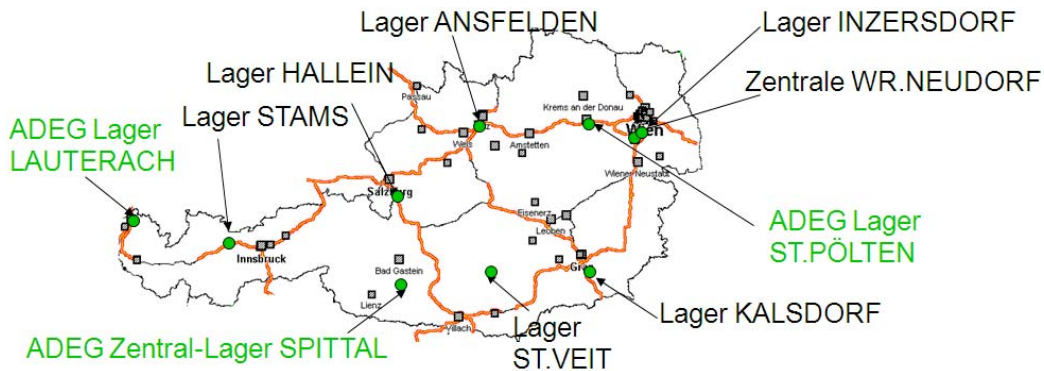 Lager ANSFELDEN
Lager INZERSDORF
Lager HALLEIN
Zentrale WR.NEUDORF
Lager STAMS
ADEG Lager
LAUTERACH
Passau
Krems an der Donau
Wien
Wels
Amstetten
Wiener Neustadt
Salzburg
Eisenerz
Leoben
ADEG Lager
ST.PÖLTEN
Innsbruck
Bad Gastein
Graz
Lienz
Villach
Lager KALSDORF
Lager
ST.VEIT
ADEG Zentral-Lager SPITTAL